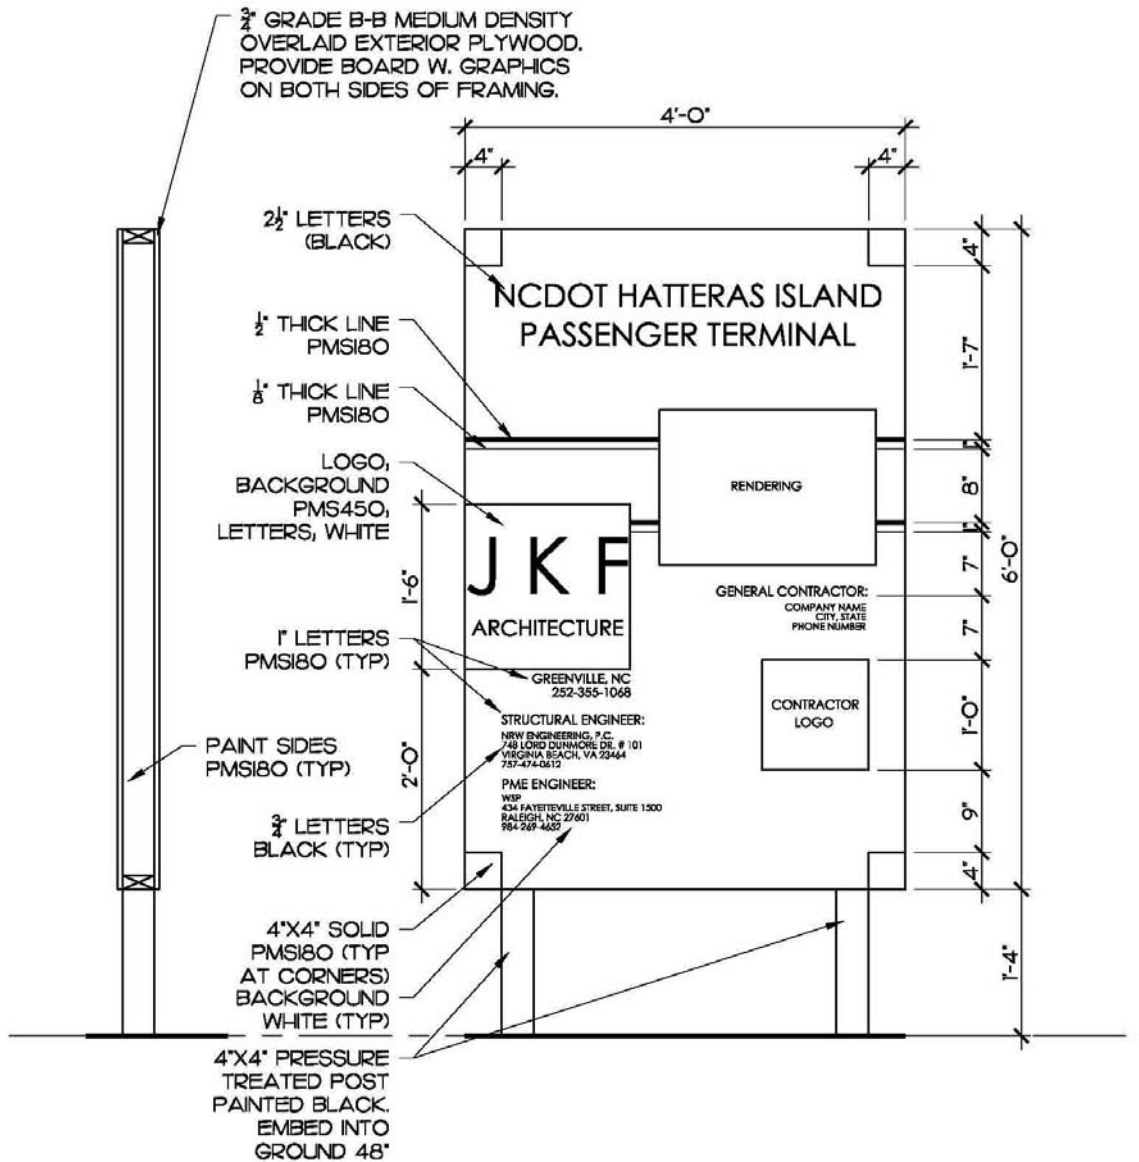 ¾" GRADE B-B MEDIUM DENSITY
OVERLAID EXTERIOR PLYWOOD.
PROVIDE BOARD W. GRAPHICS
ON BOTH SIDES OF FRAMING.
4'-0"
4"
4"
2½" LETTERS
(BLACK)
½" THICK LINE
PMS180
⅛" THICK LINE
PMS180
LOGO,
BACKGROUND
PMS450,
LETTERS, WHITE
1'-6"
1" LETTERS
PMS180 (TYP)
PAINT SIDES
PMS180 (TYP)
2'-0"
¾" LETTERS
BLACK (TYP)
4"X4" SOLID
PMS180 (TYP
AT CORNERS)
BACKGROUND
WHITE (TYP)
4"X4" PRESSURE
TREATED POST
PAINTED BLACK.
EMBED INTO
GROUND 48"
NCDOT HATTERAS ISLAND
PASSENGER TERMINAL
RENDERING
JKF
ARCHITECTURE
GREENVILLE, NC
252-355-1068
STRUCTURAL ENGINEER:
NRW ENGINEERING, P.C.
748 LORD DUNMORE DR. # 101
VIRGINIA BEACH, VA 23464
757-474-0612
PME ENGINEER:
WSP
434 FAYETTEVILLE STREET, SUITE 1500
RALEIGH, NC 27601
984-269-4652
GENERAL CONTRACTOR:
COMPANY NAME
CITY, STATE
PHONE NUMBER
CONTRACTOR
LOGO
4"
1'-7"
1"
8"
1"
7"
7"
1'-0"
9"
4"
6'-0"
1'-4"